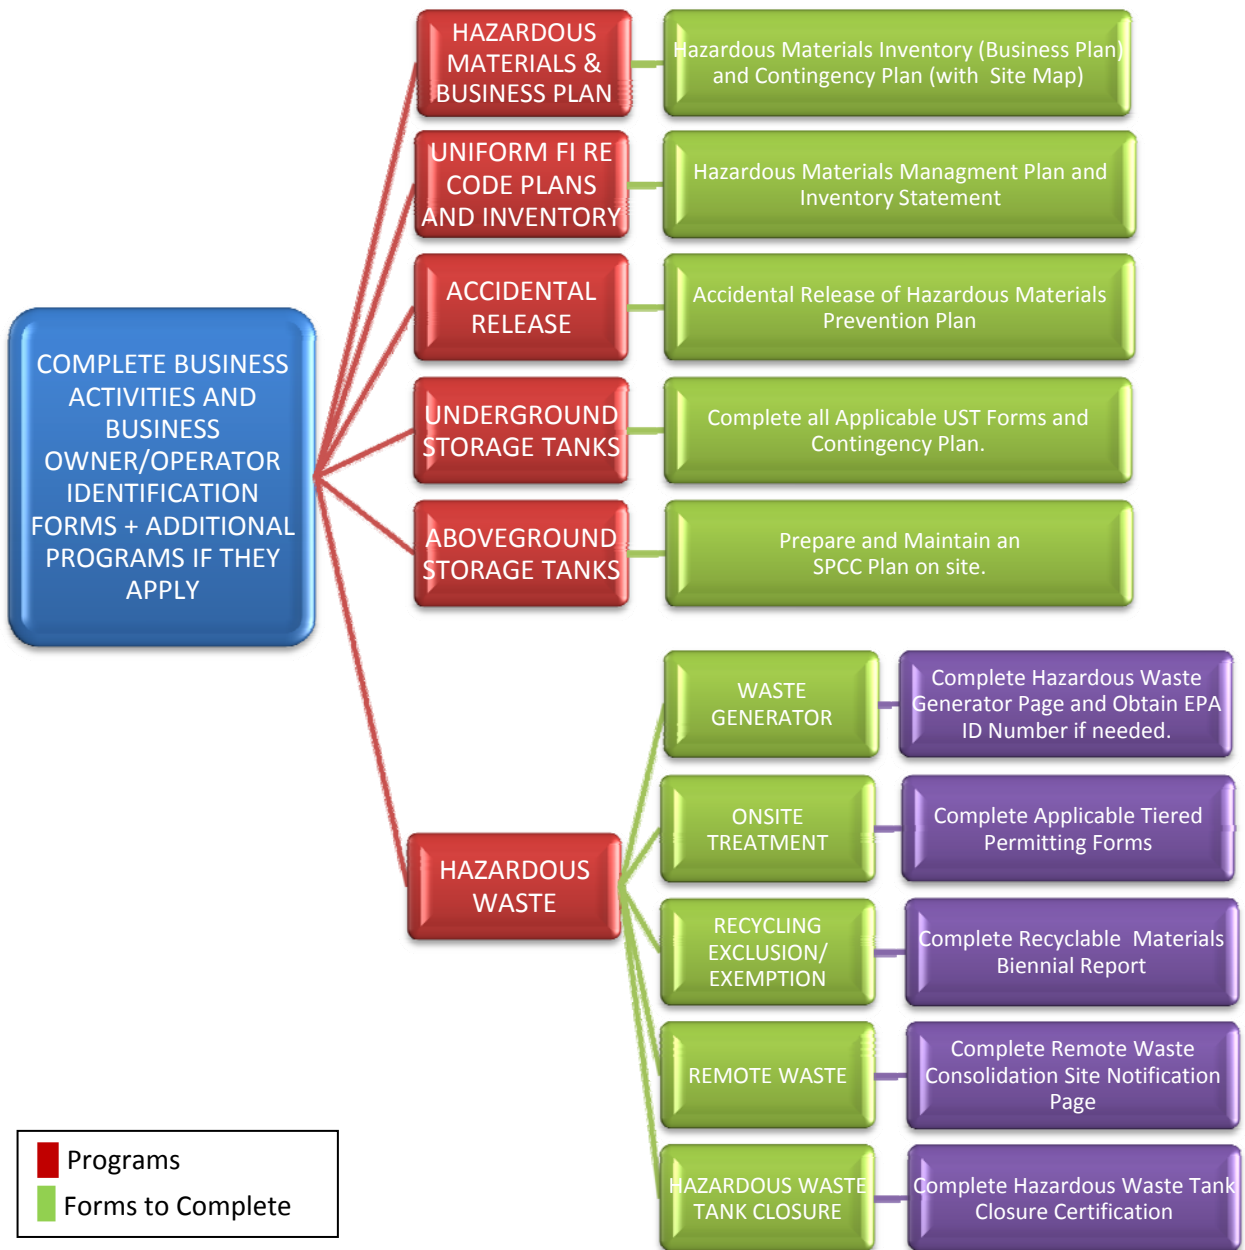 COMPLETE BUSINESS
ACTIVITIES AND
BUSINESS
OWNER/OPERATOR
IDENTIFICATION
FORMS + ADDITIONAL
PROGRAMS IF THEY
APPLY
HAZARDOUS
MATERIALS &
BUSINESS PLAN
Hazardous Materials Inventory (Business Plan)
and Contingency Plan (with Site Map)
UNIFORM FI RE
CODE PLANS
AND INVENTORY
Hazardous Materials Managment Plan and
Inventory Statement
ACCIDENTAL
RELEASE
Accidental Release of Hazardous Materials
Prevention Plan
UNDERGROUND
STORAGE TANKS
Complete all Applicable UST Forms and
Contingency Plan.
ABOVEGROUND
STORAGE TANKS
Prepare and Maintain an
SPCC Plan on site.
HAZARDOUS
WASTE
WASTE
GENERATOR
Complete Hazardous Waste
Generator Page and Obtain EPA
ID Number if needed.
ONSITE
TREATMENT
Complete Applicable Tiered
Permitting Forms
RECYCLING
EXCLUSION/
EXEMPTION
Complete Recyclable Materials
Biennial Report
REMOTE WASTE
Complete Remote Waste
Consolidation Site Notification
Page
HAZARDOUS WASTE
TANK CLOSURE
Complete Hazardous Waste Tank
Closure Certification
Programs
Forms to Complete